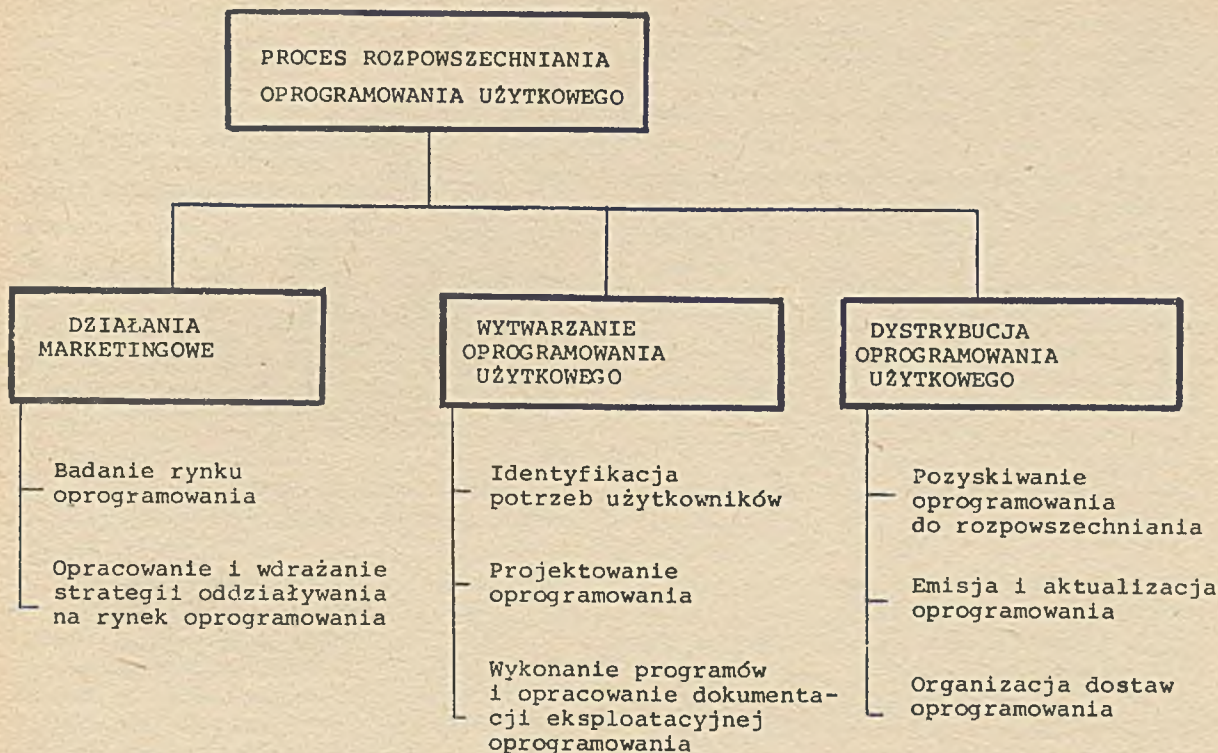 PROCES ROZPOWSZECHNIANIA
OPROGRAMOWANIA UŻYTKOWEGO
DZIAŁANIA
MARKETINGOWE
Badanie rynku
oprogramowania
Opracowanie i wdrażanie
strategii oddziaływania
na rynek oprogramowania
WYTWARZANIE
OPROGRAMOWANIA
UŻYTKOWEGO
Identyfikacja
potrzeb użytkowników
Projektowanie
oprogramowania
Wykonanie programów
i opracowanie dokumenta-
cji eksploatacyjnej
oprogramowania
DYSTRYBUCJA
OPROGRAMOWANIA
UŻYTKOWEGO
Pozyskiwanie
oprogramowania
do rozpowszechniania
Emisja i aktualizacja
oprogramowania
Organizacja dostaw
oprogramowania